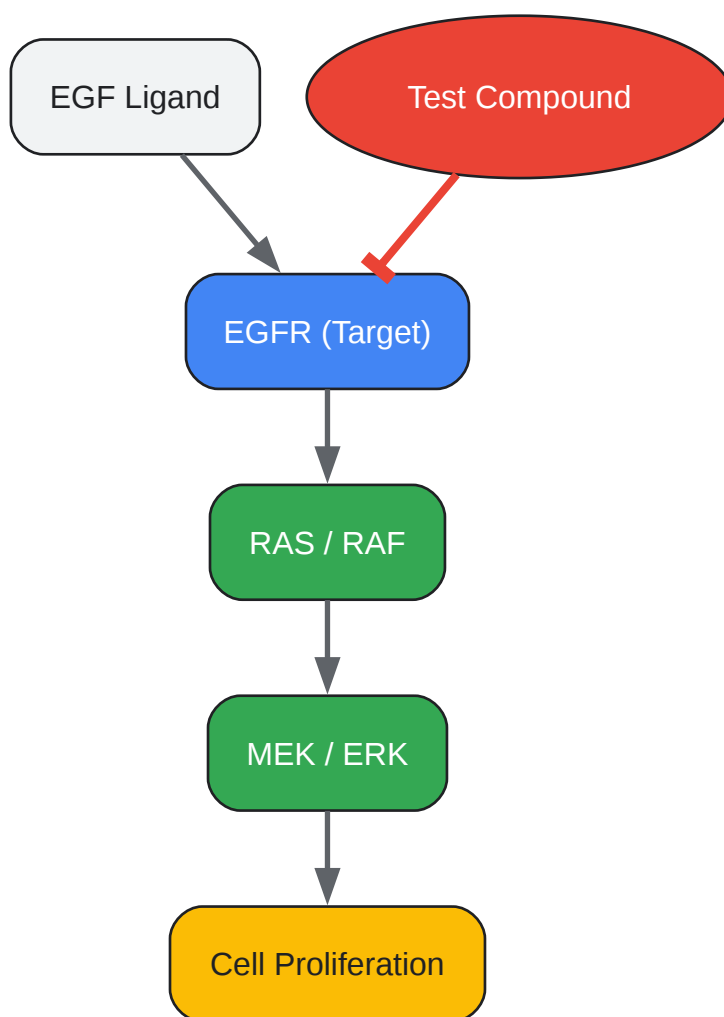 EGF Ligand
Test Compound
EGFR (Target)
RAS / RAF
MEK / ERK
Cell Proliferation